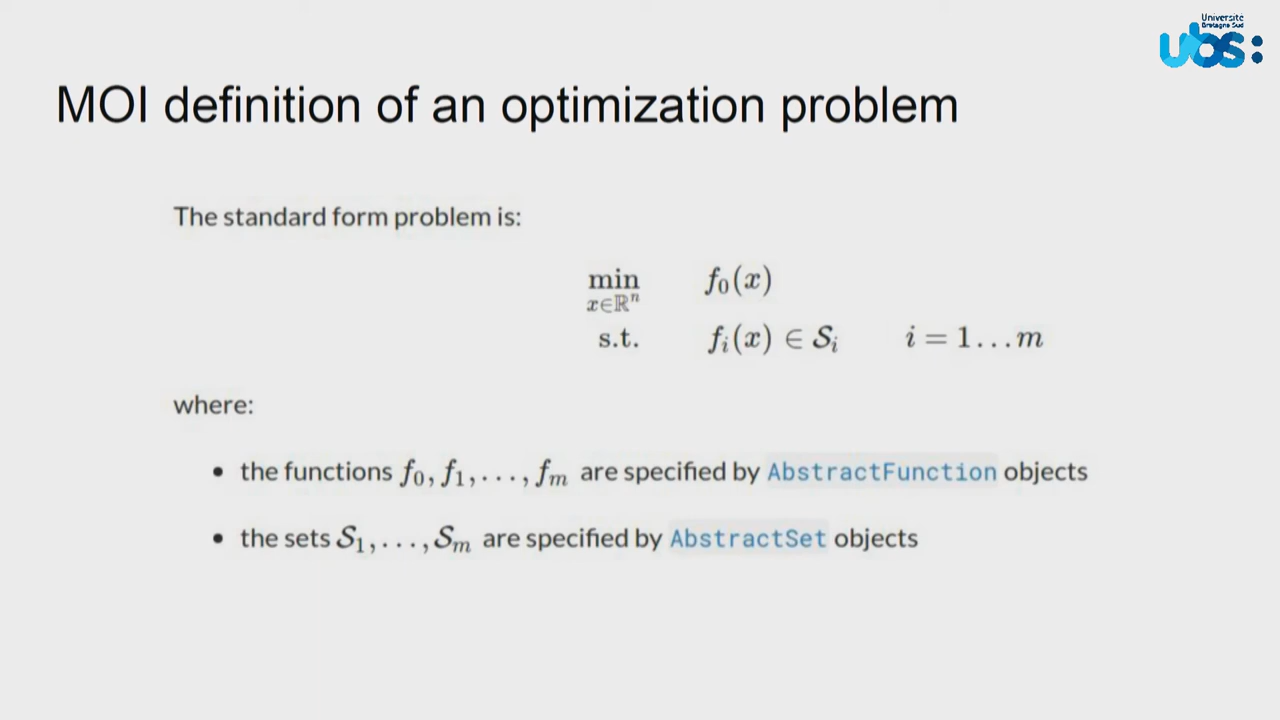 Université
Bretagne Sud
ubs:
MOI definition of an optimization problem
The standard form problem is:
min f₀(x)
x∈ℝⁿ
s.t. fᵢ(x) ∈ 𝒮ᵢ i = 1…m
where:
• the functions f₀, f₁, …, fₘ are specified by AbstractFunction objects
• the sets 𝒮₁, …, 𝒮ₘ are specified by AbstractSet objects